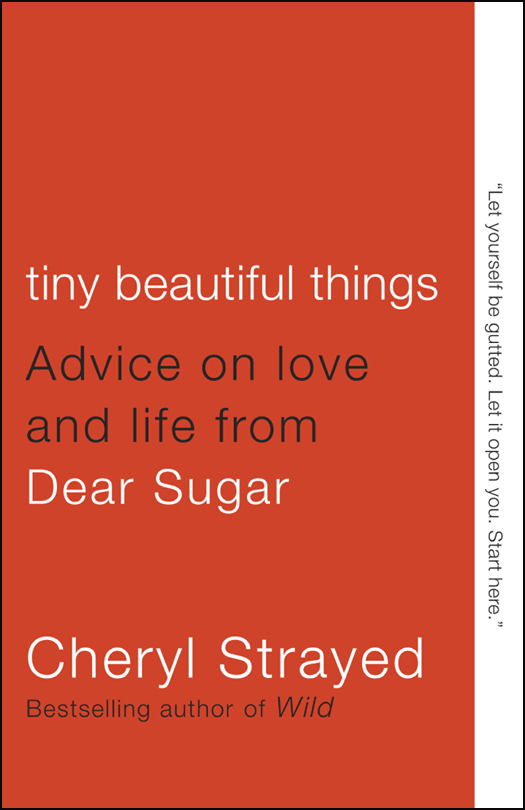 tiny beautiful things
Advice on love
and life from
Dear Sugar
Cheryl Strayed
Bestselling author of Wild
“Let yourself be gutted. Let it open you. Start here.”